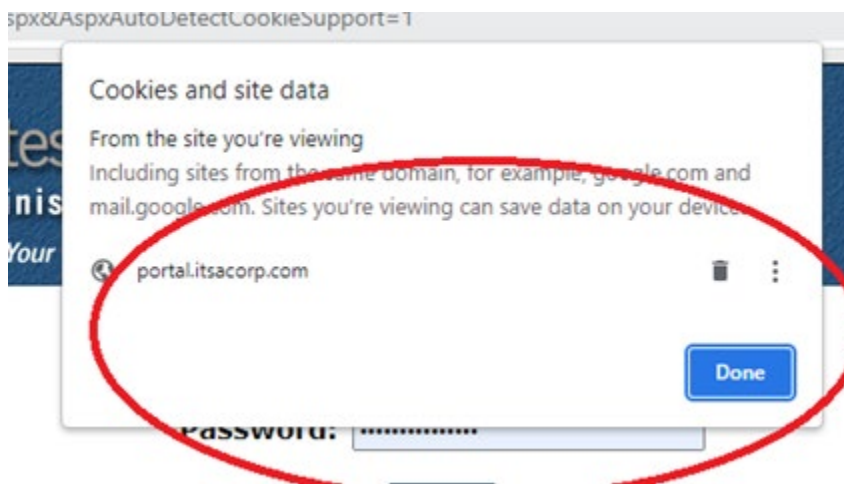 spx&AspxAutoDetectCookieSupport=1
Cookies and site data
From the site you're viewing
Including sites from the same domain, for example, google.com and
mail.google.com. Sites you're viewing can save data on your device.
portal.itsacorp.com
Done
Your
Password: